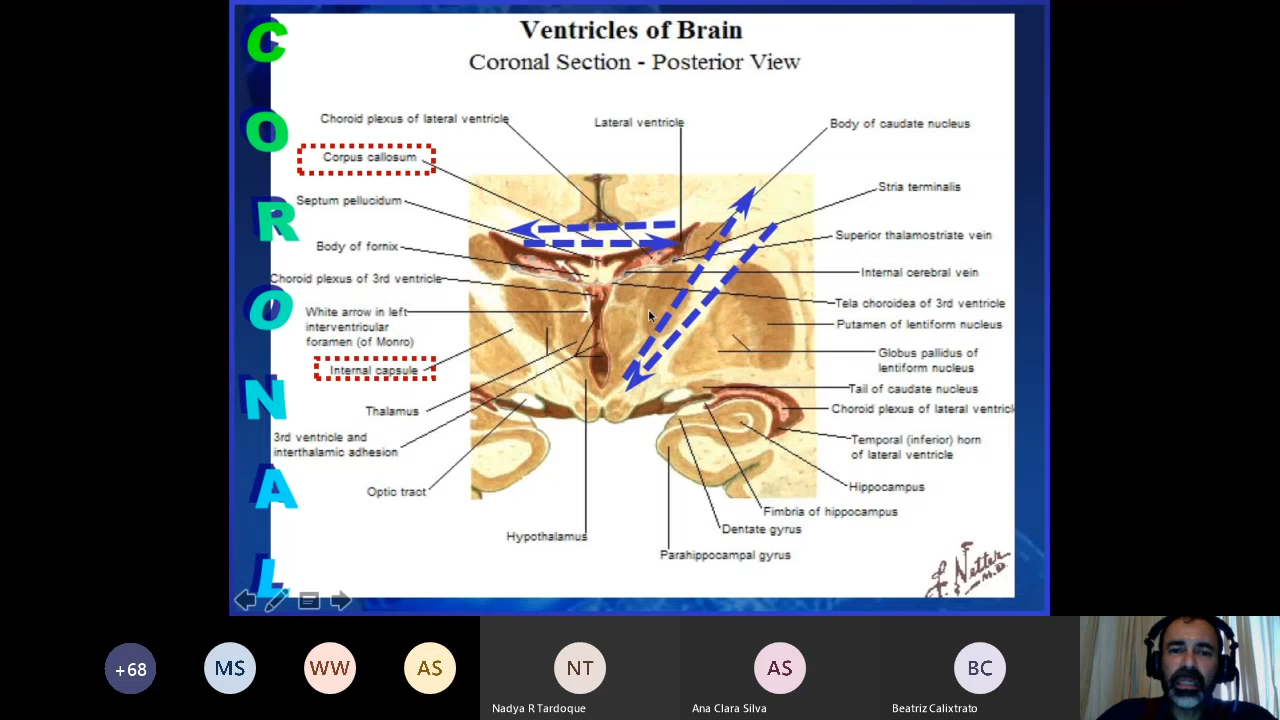 CORONAL
Ventricles of Brain
Coronal Section - Posterior View
Choroid plexus of lateral ventricle
Corpus callosum
Septum pellucidum
Body of fornix
Choroid plexus of 3rd ventricle
White arrow in left
interventricular
foramen (of Monro)
Internal capsule
Thalamus
3rd ventricle and
interthalamic adhesion
Optic tract
Hypothalamus
Lateral ventricle
Body of caudate nucleus
Stria terminalis
Superior thalamostriate vein
Internal cerebral vein
Tela choroidea of 3rd ventricle
Putamen of lentiform nucleus
Globus pallidus of
lentiform nucleus
Tail of caudate nucleus
Choroid plexus of lateral ventricl
Temporal (inferior) horn
of lateral ventricle
Hippocampus
Fimbria of hippocampus
Dentate gyrus
Parahippocampal gyrus
F. Netter
M.D.
+68
MS
WW
AS
NT
AS
BC
Nadya R Tardoque
Ana Clara Silva
Beatriz Calixtrato